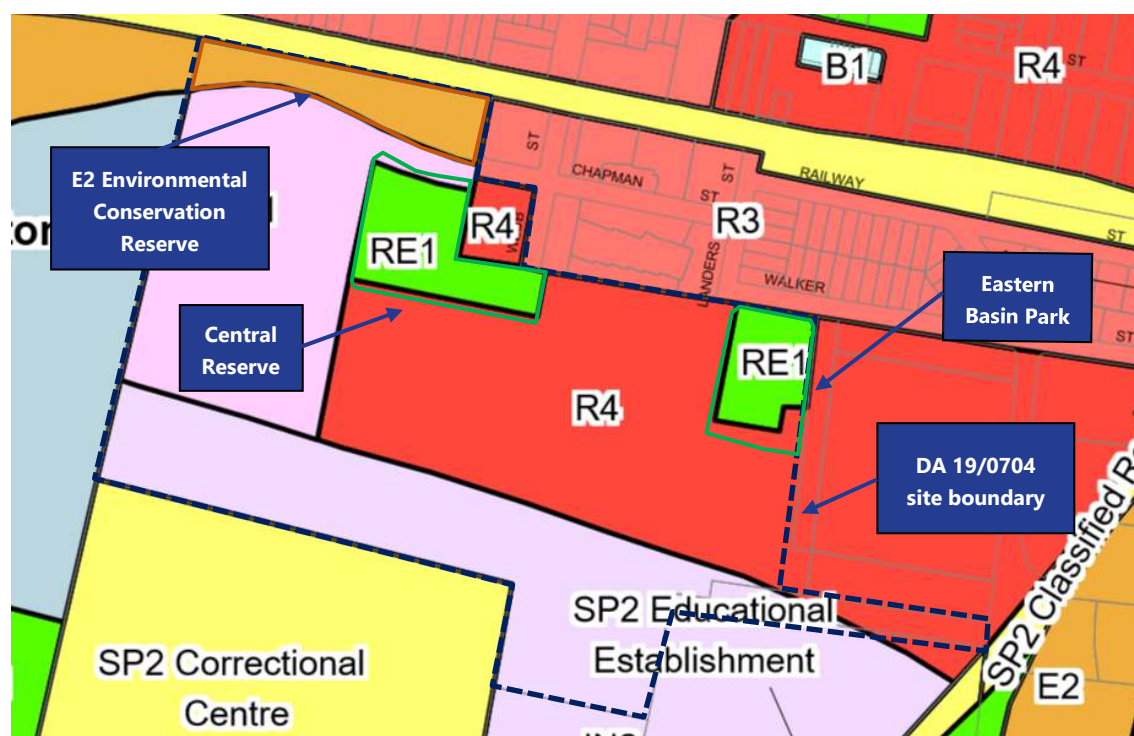 B1
R4
ST
E2 Environmental
Conservation
Reserve
ST
CHAPMAN
ST
ST
RAILWAY
R4
R3
ST
RE1
LANDERS
WALKER
Eastern
Basin Park
ST
Central
Reserve
RE1
R4
DA 19/0704
site boundary
SP2 Classified
SP2 Educational
Establishment
SP2 Correctional
Centre
E2